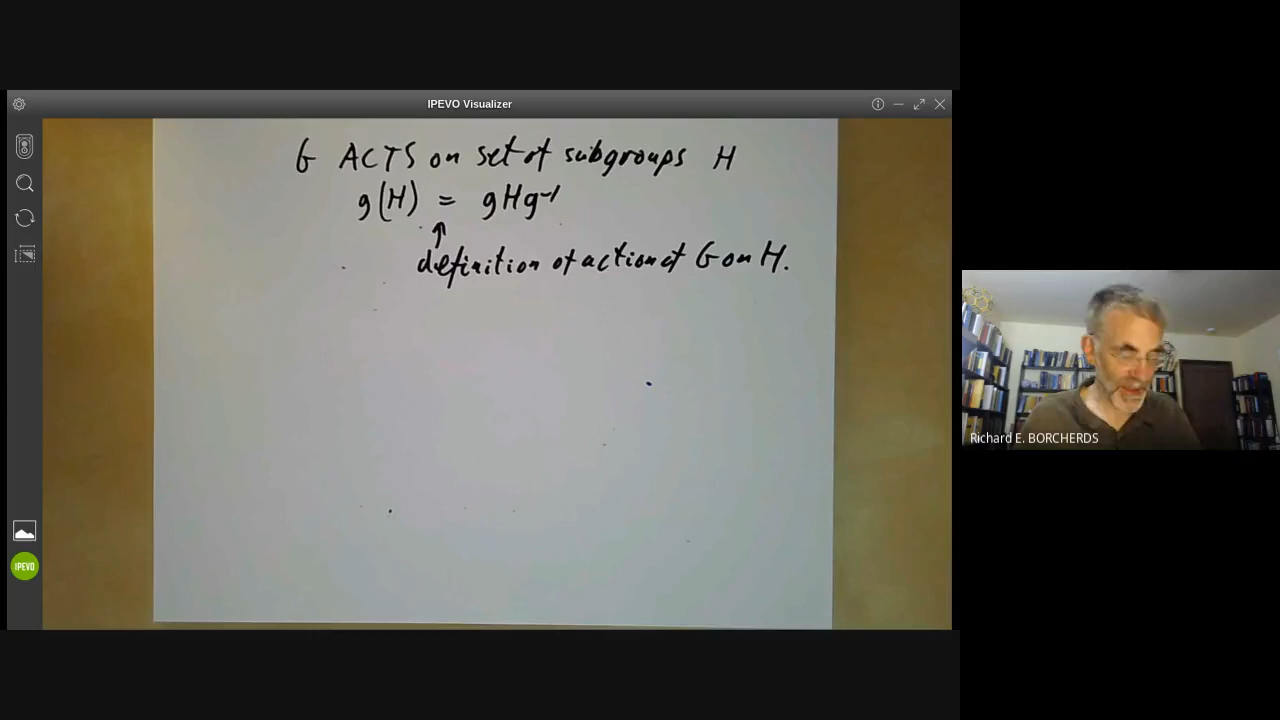 IPEVO Visualizer
G ACTS on set of subgroups H
g(H) = gHg⁻¹
↑
definition of action of G on H.
IPEVO
Richard E. BORCHERDS